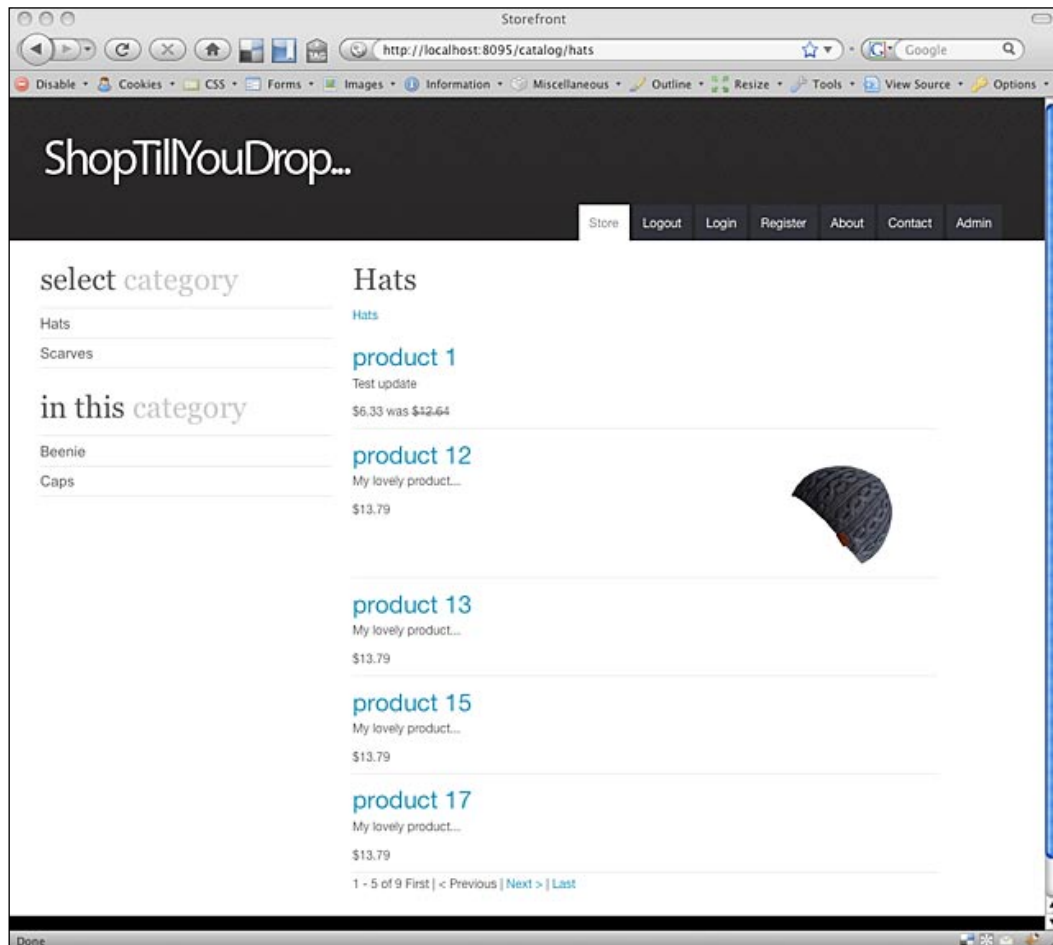 Storefront
http://localhost:8095/catalog/hats
Google
Disable CSS Cookies Forms Images Information Miscellaneous Outline Resize Tools View Source Options
ShopTillYouDrop...
Store Logout Login Register About Contact Admin
select category
Hats
Scarves
in this category
Beenie
Caps
Hats
Hats
product 1
Test update
$6.33 was $12.64
product 12
My lovely product...
$13.79
product 13
My lovely product...
$13.79
product 15
My lovely product...
$13.79
product 17
My lovely product...
$13.79
1 - 5 of 9 First | < Previous | Next > | Last
Done